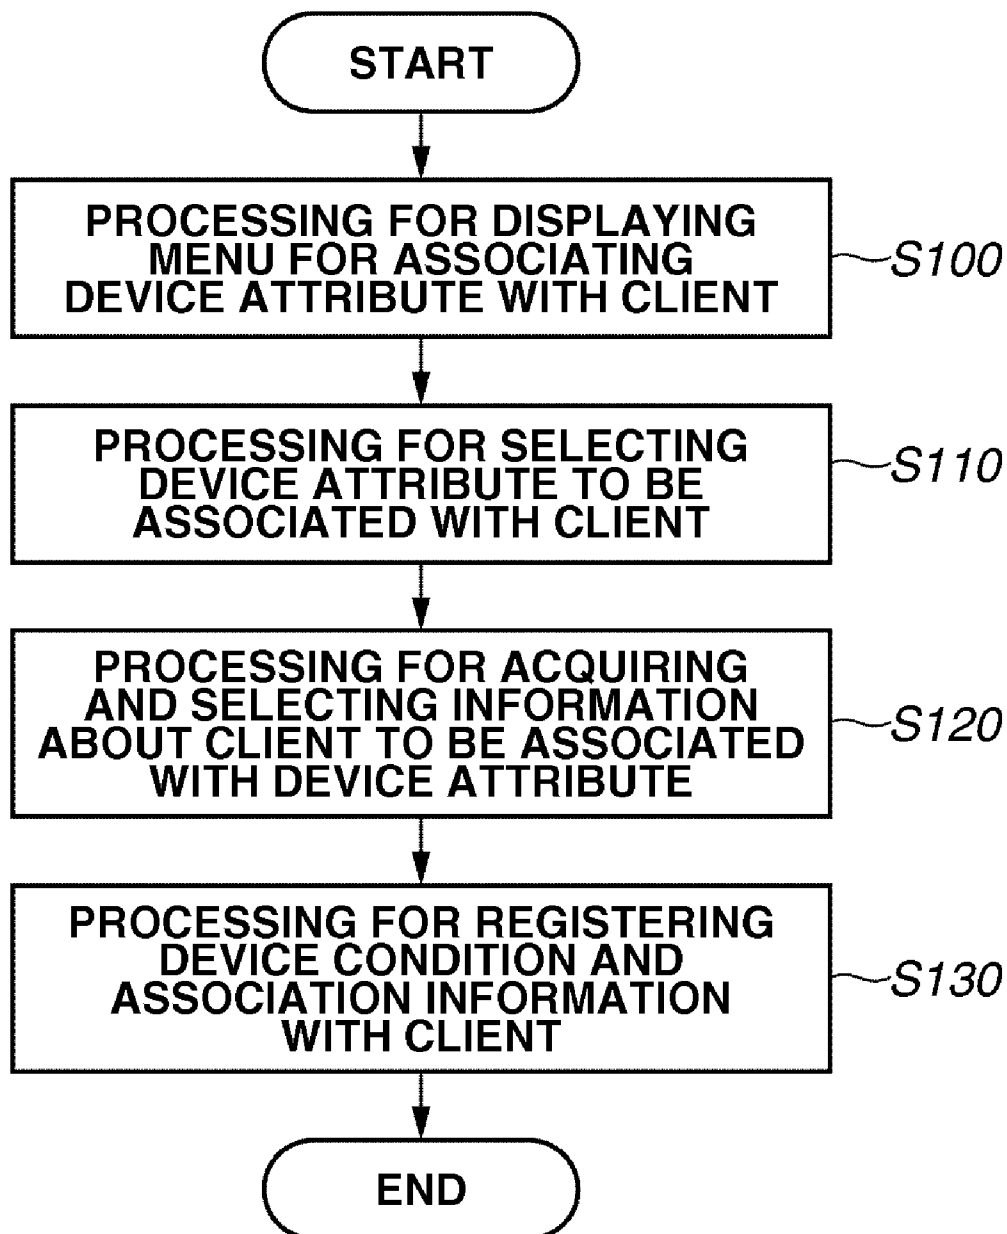 START
PROCESSING FOR DISPLAYING
MENU FOR ASSOCIATING
DEVICE ATTRIBUTE WITH CLIENT
S100
PROCESSING FOR SELECTING
DEVICE ATTRIBUTE TO BE
ASSOCIATED WITH CLIENT
S110
PROCESSING FOR ACQUIRING
AND SELECTING INFORMATION
ABOUT CLIENT TO BE ASSOCIATED
WITH DEVICE ATTRIBUTE
S120
PROCESSING FOR REGISTERING
DEVICE CONDITION AND
ASSOCIATION INFORMATION
WITH CLIENT
S130
END